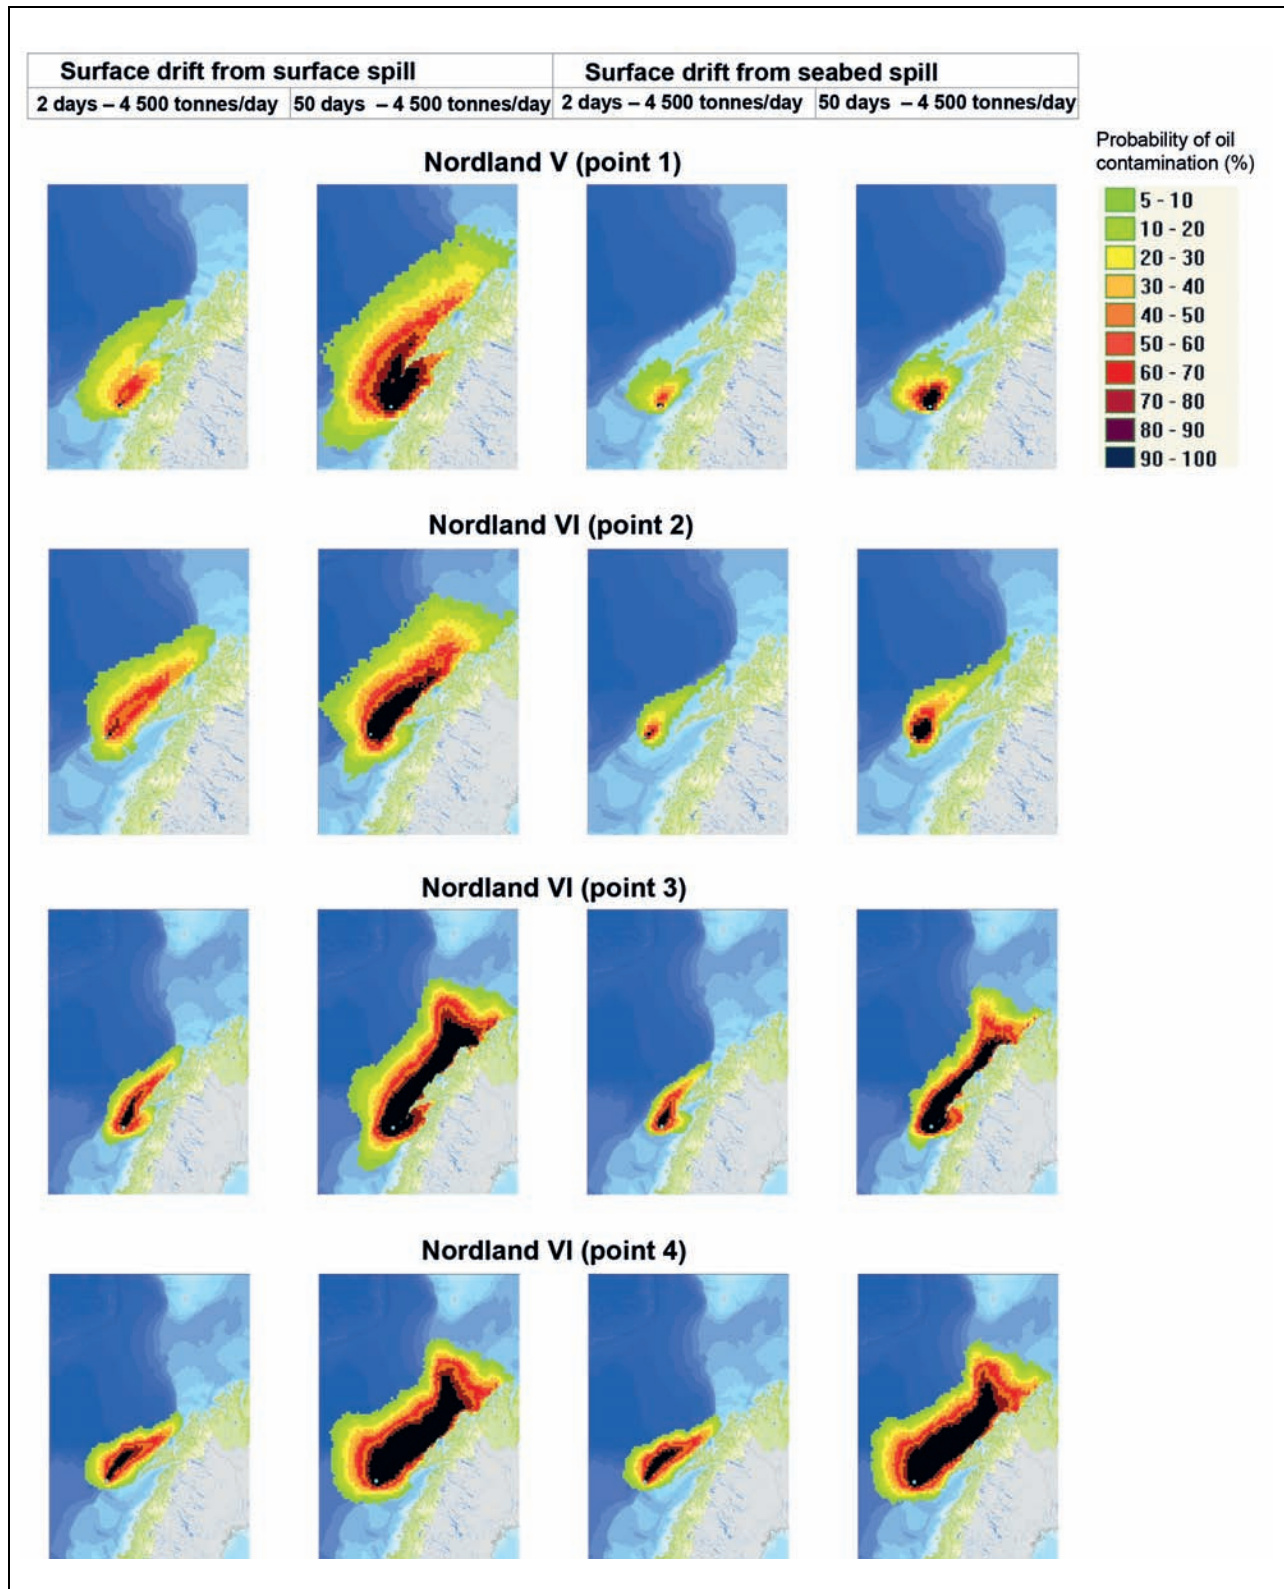 Surface drift from surface spill
Surface drift from seabed spill
2 days – 4 500 tonnes/day
50 days – 4 500 tonnes/day
2 days – 4 500 tonnes/day
50 days – 4 500 tonnes/day
Probability of oil
contamination (%)
5 - 10
10 - 20
20 - 30
30 - 40
40 - 50
50 - 60
60 - 70
70 - 80
80 - 90
90 - 100
Nordland V (point 1)
Nordland VI (point 2)
Nordland VI (point 3)
Nordland VI (point 4)